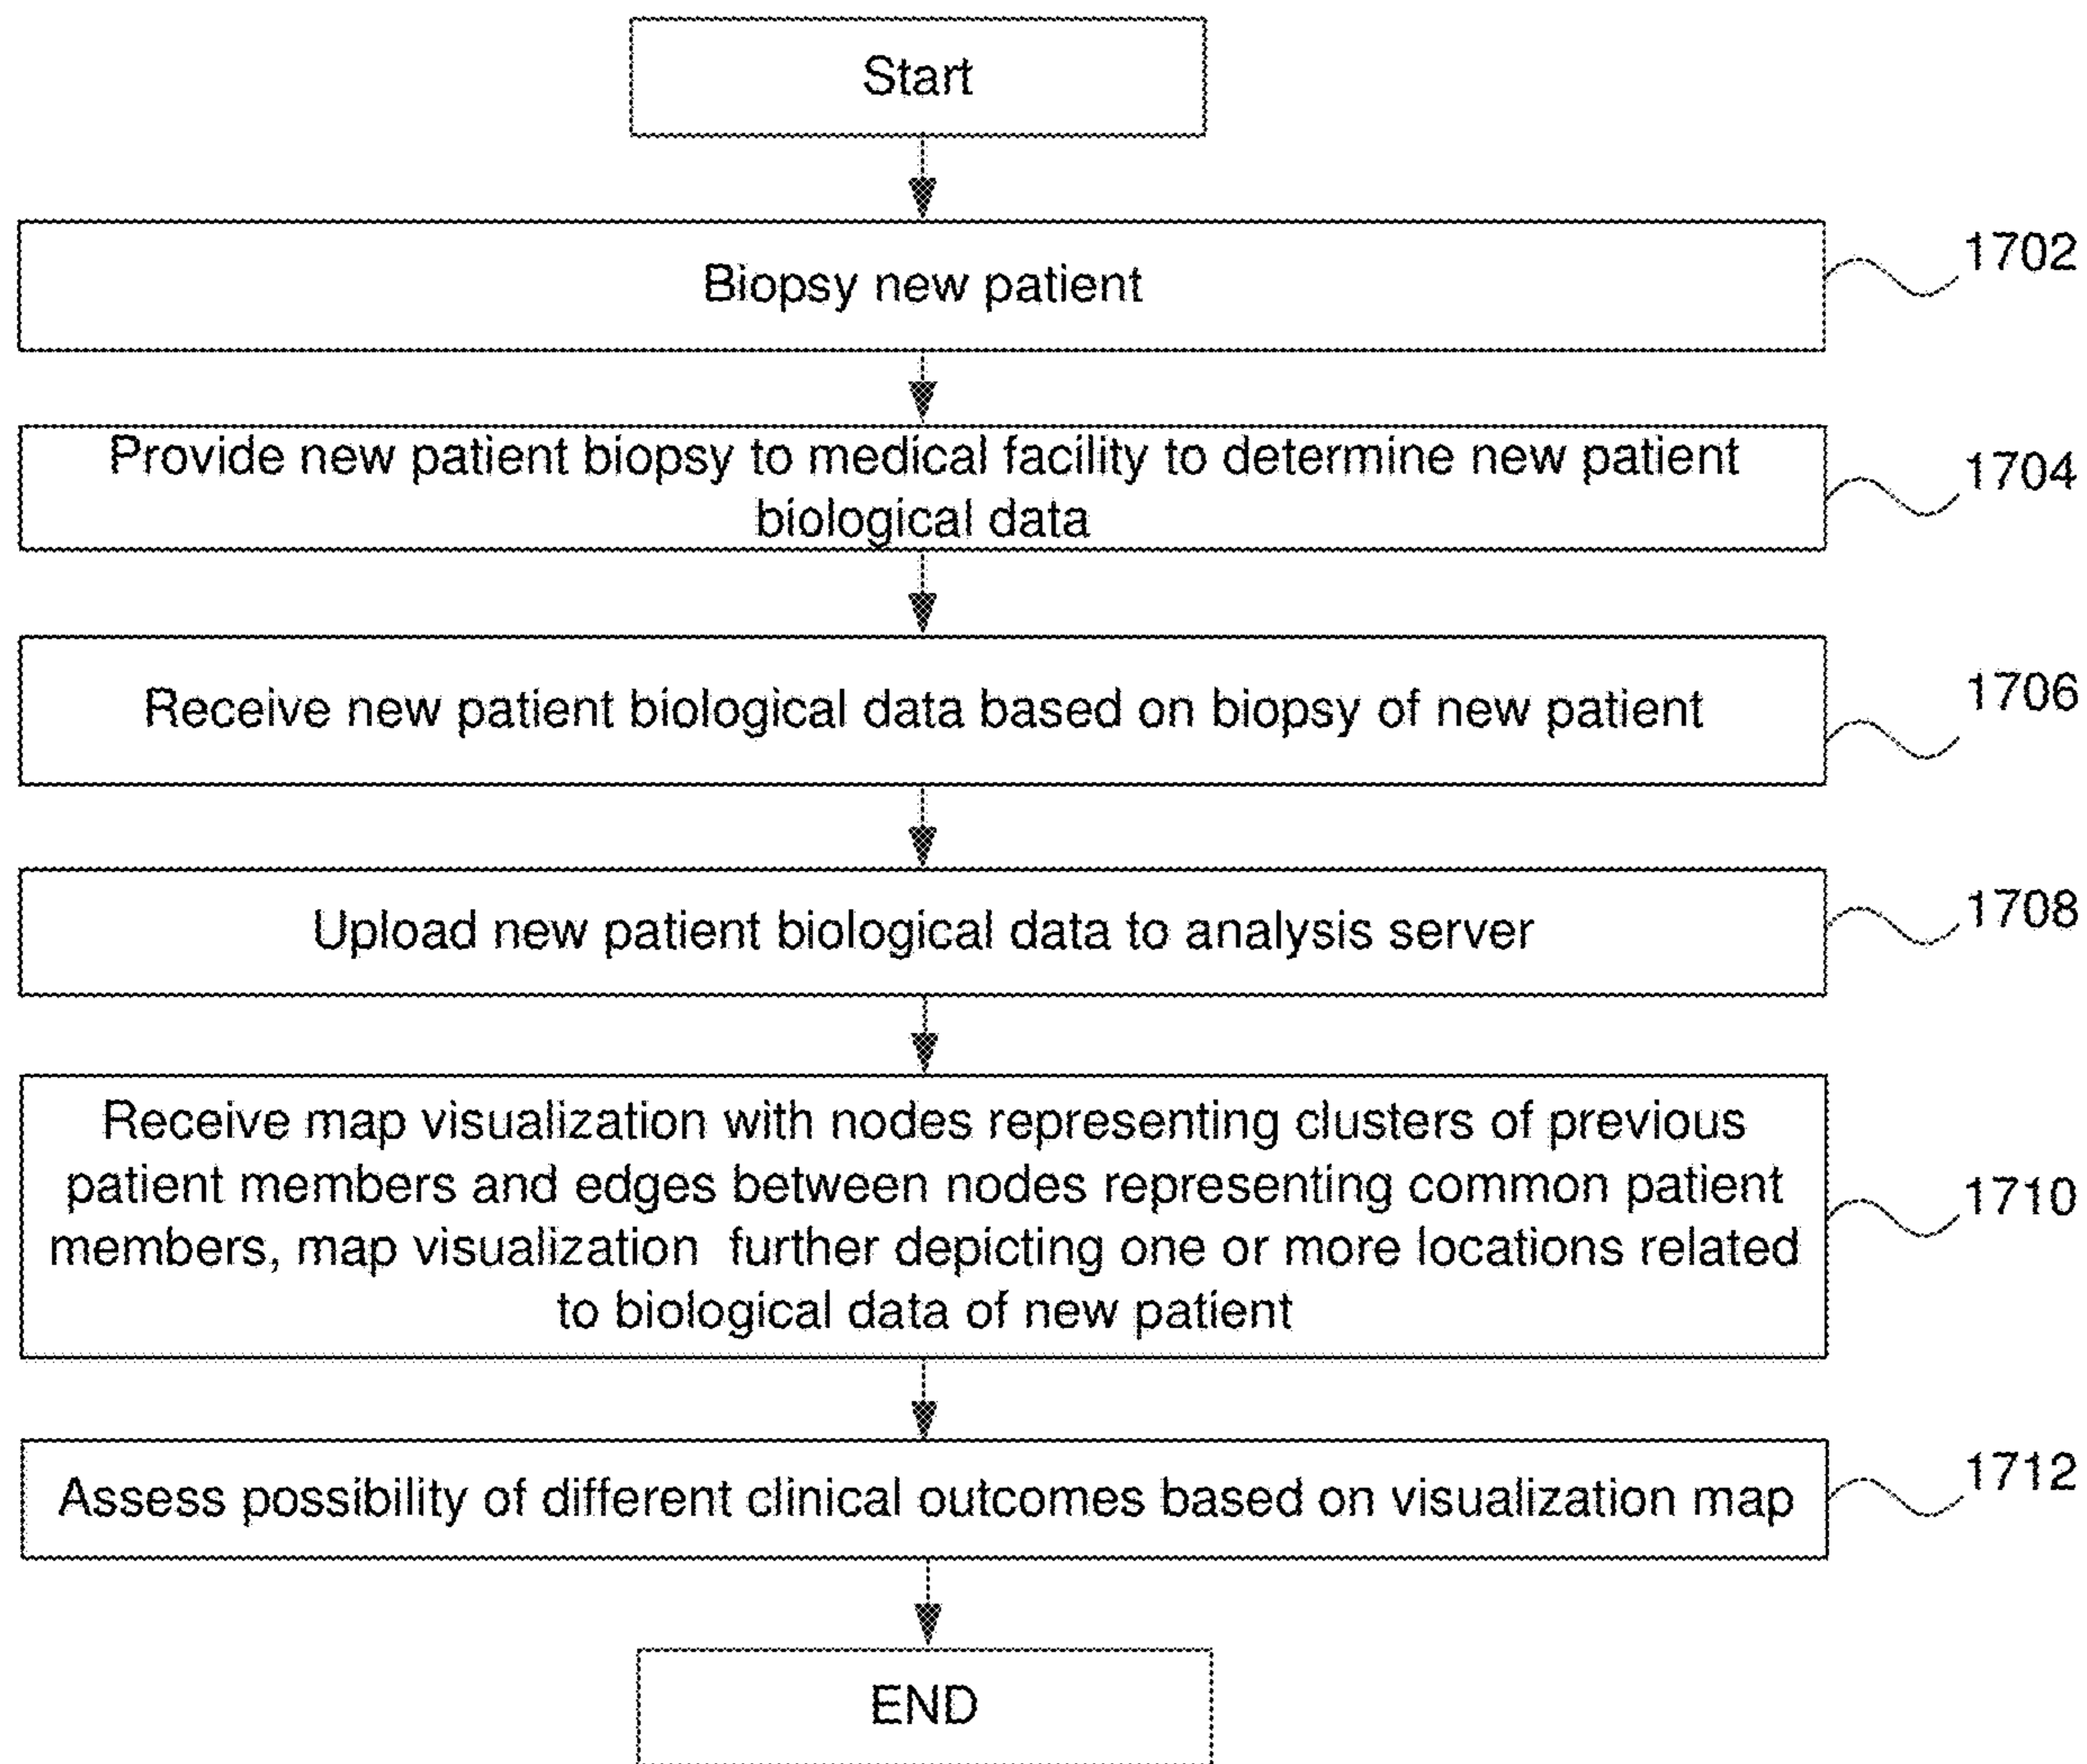 Start
Biopsy new patient
1702
Provide new patient biopsy to medical facility to determine new patient
biological data
1704
Receive new patient biological data based on biopsy of new patient
1706
Upload new patient biological data to analysis server
1708
Receive map visualization with nodes representing clusters of previous
patient members and edges between nodes representing common patient
members, map visualization further depicting one or more locations related
to biological data of new patient
1710
Assess possibility of different clinical outcomes based on visualization map
1712
END